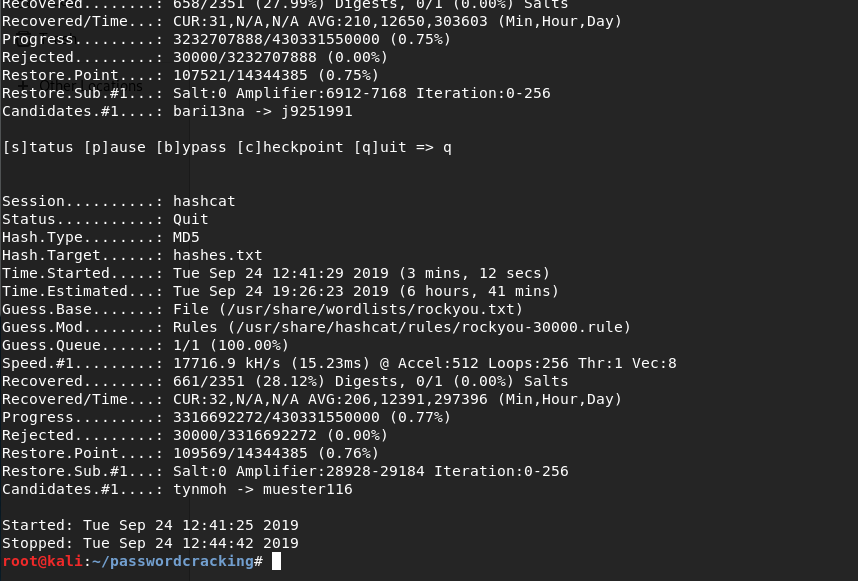 Recovered........: 658/2351 (27.99%) Digests, 0/1 (0.00%) Salts
Recovered/Time...: CUR:31,N/A,N/A AVG:210,12650,303603 (Min,Hour,Day)
Progress.........: 3232707888/430331550000 (0.75%)
Rejected.........: 30000/3232707888 (0.00%)
Restore.Point....: 107521/14344385 (0.75%)
Restore.Sub.#1...: Salt:0 Amplifier:6912-7168 Iteration:0-256
Candidates.#1....: bari13na -> j9251991
[s]tatus [p]ause [b]ypass [c]heckpoint [q]uit => q
Session..........: hashcat
Status...........: Quit
Hash.Type........: MD5
Hash.Target......: hashes.txt
Time.Started.....: Tue Sep 24 12:41:29 2019 (3 mins, 12 secs)
Time.Estimated...: Tue Sep 24 19:26:23 2019 (6 hours, 41 mins)
Guess.Base.......: File (/usr/share/wordlists/rockyou.txt)
Guess.Mod........: Rules (/usr/share/hashcat/rules/rockyou-30000.rule)
Guess.Queue......: 1/1 (100.00%)
Speed.#1.........: 17716.9 kH/s (15.23ms) @ Accel:512 Loops:256 Thr:1 Vec:8
Recovered........: 661/2351 (28.12%) Digests, 0/1 (0.00%) Salts
Recovered/Time...: CUR:32,N/A,N/A AVG:206,12391,297396 (Min,Hour,Day)
Progress.........: 3316692272/430331550000 (0.77%)
Rejected.........: 30000/3316692272 (0.00%)
Restore.Point....: 109569/14344385 (0.76%)
Restore.Sub.#1...: Salt:0 Amplifier:28928-29184 Iteration:0-256
Candidates.#1....: tynmoh -> muester116
Started: Tue Sep 24 12:41:25 2019
Stopped: Tue Sep 24 12:44:42 2019
root@kali:~/passwordcracking#